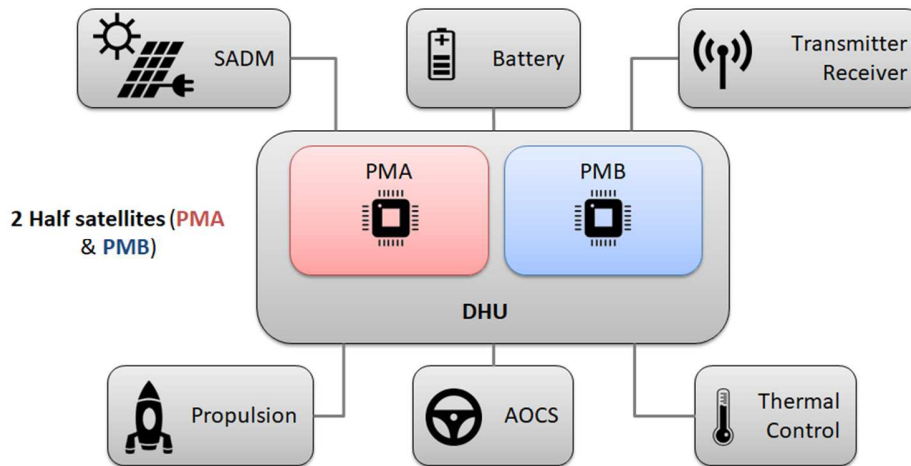 SADM
Battery
Transmitter
Receiver
PMA
PMB
2 Half satellites (PMA
& PMB)
DHU
Propulsion
AOCS
Thermal
Control